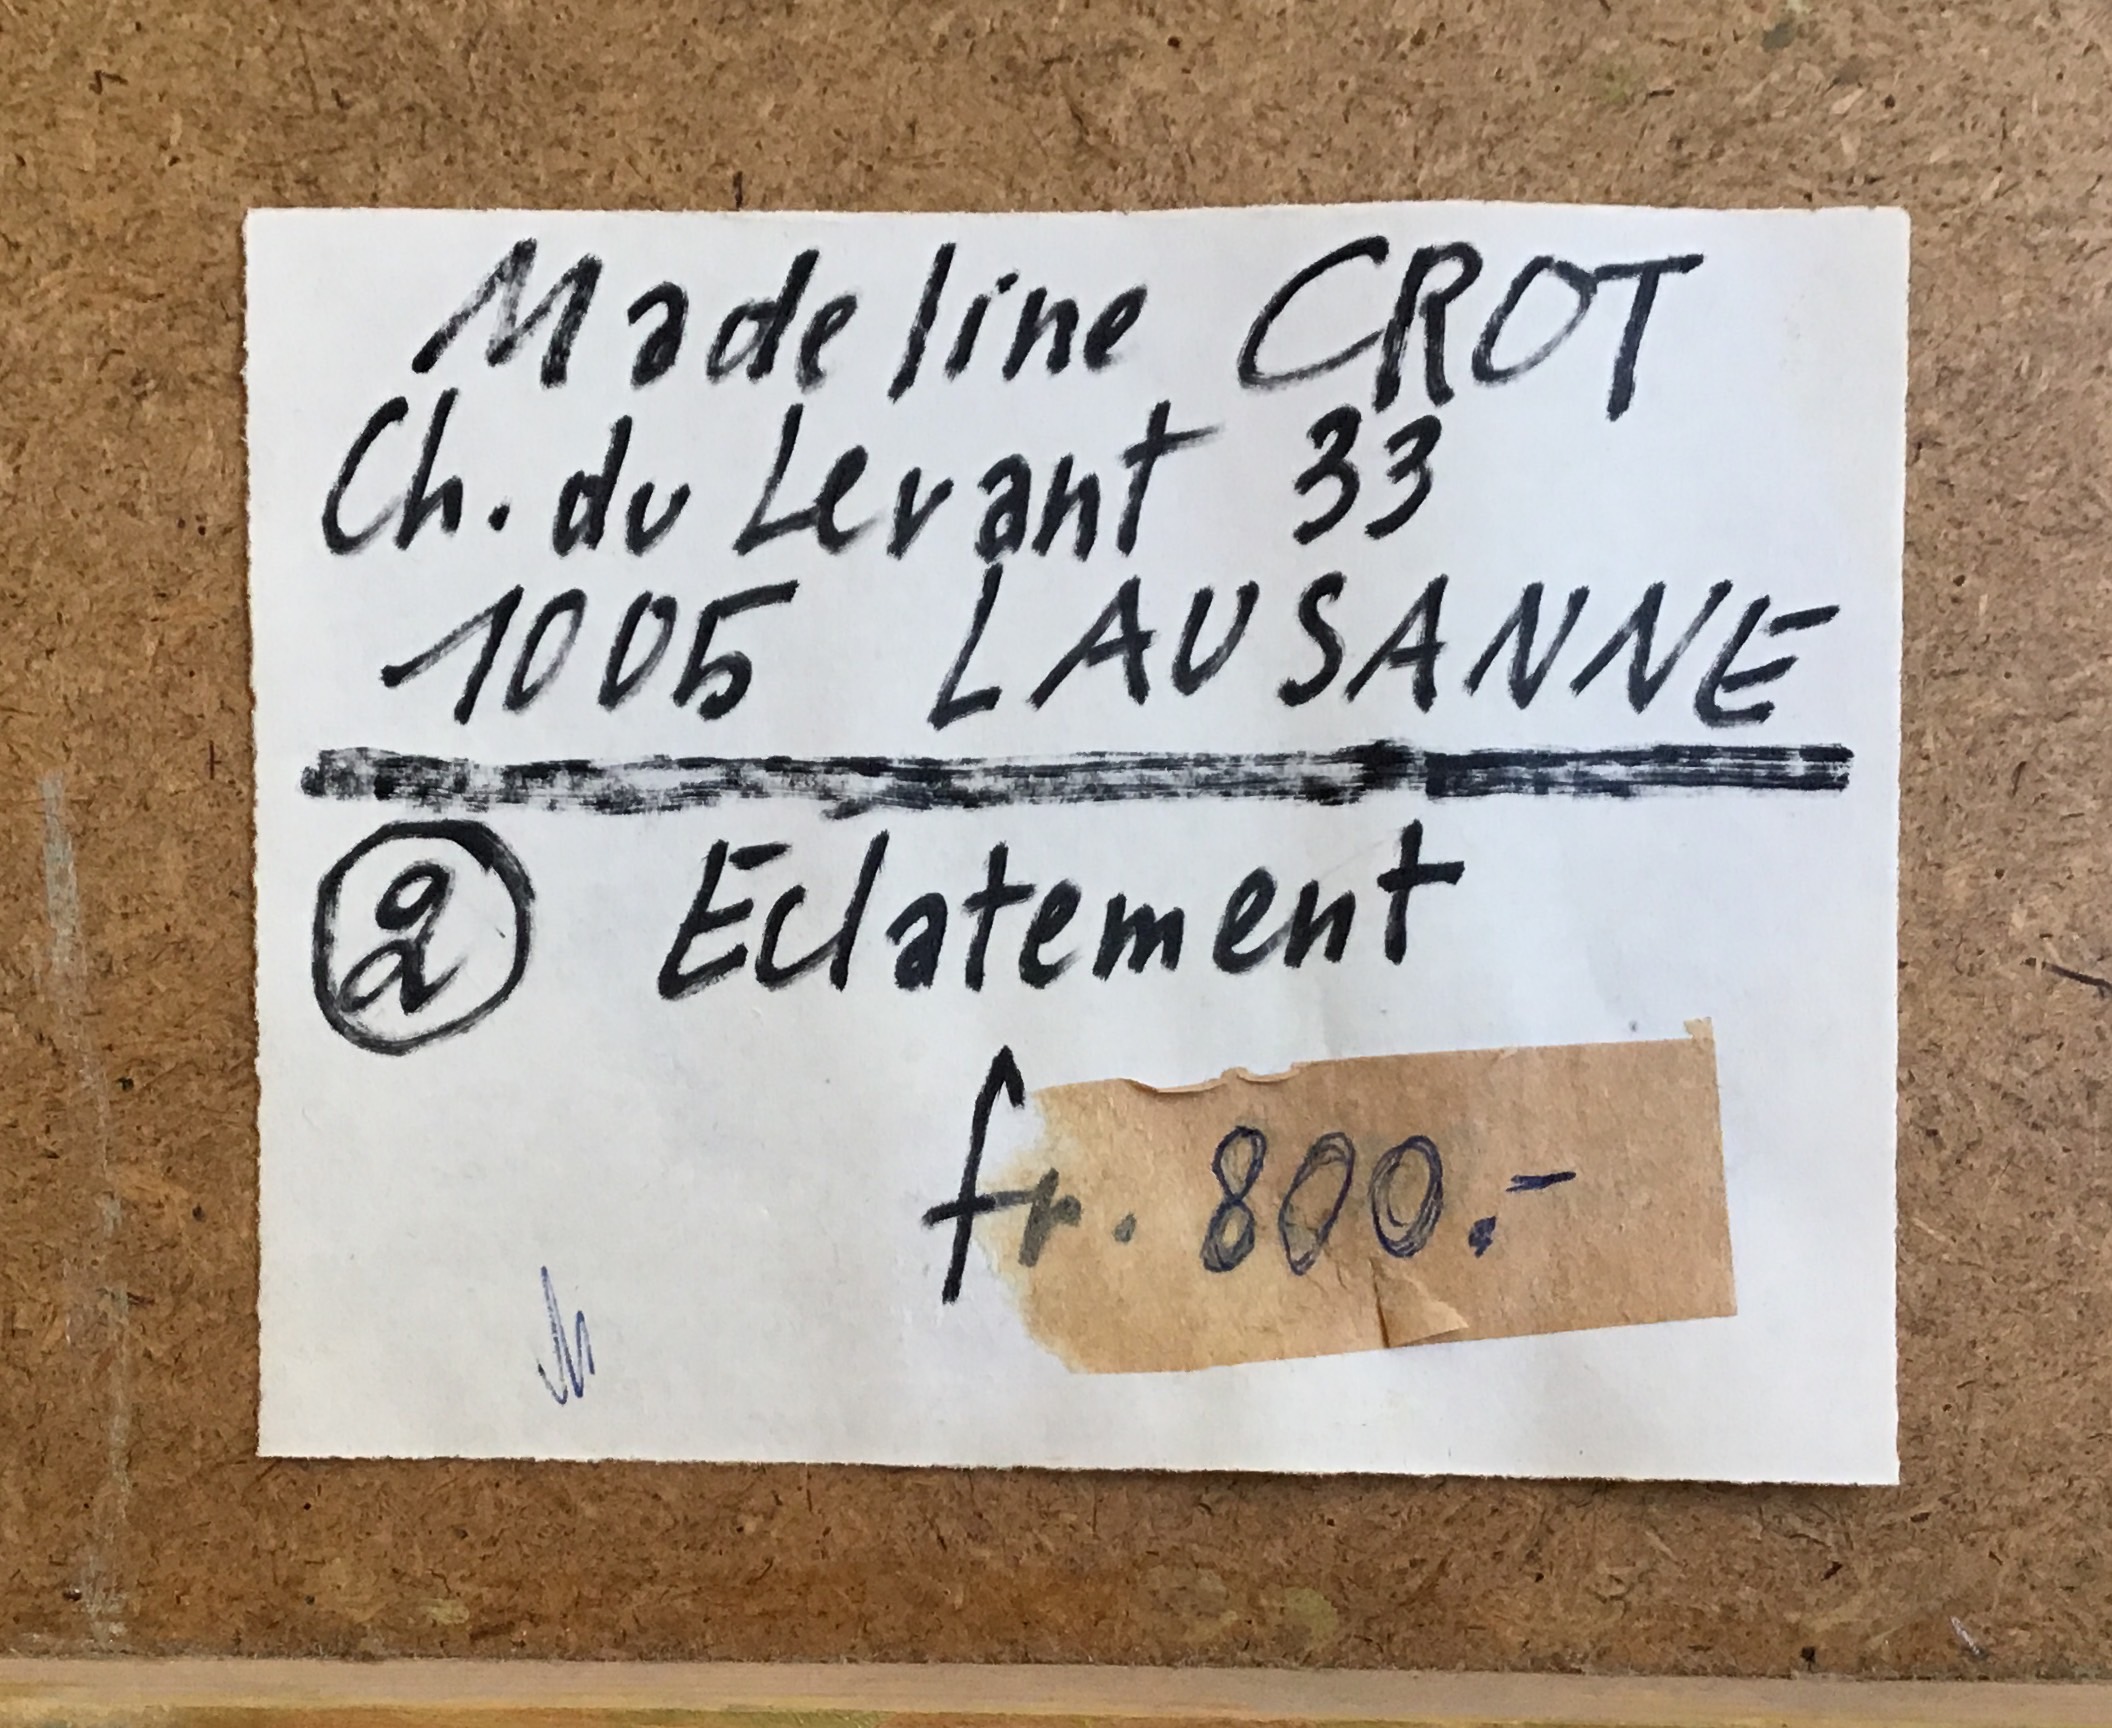 Madeline CROT
Ch. du Levant 33
1005 LAUSANNE
2 Eclatement
fr. 800.-